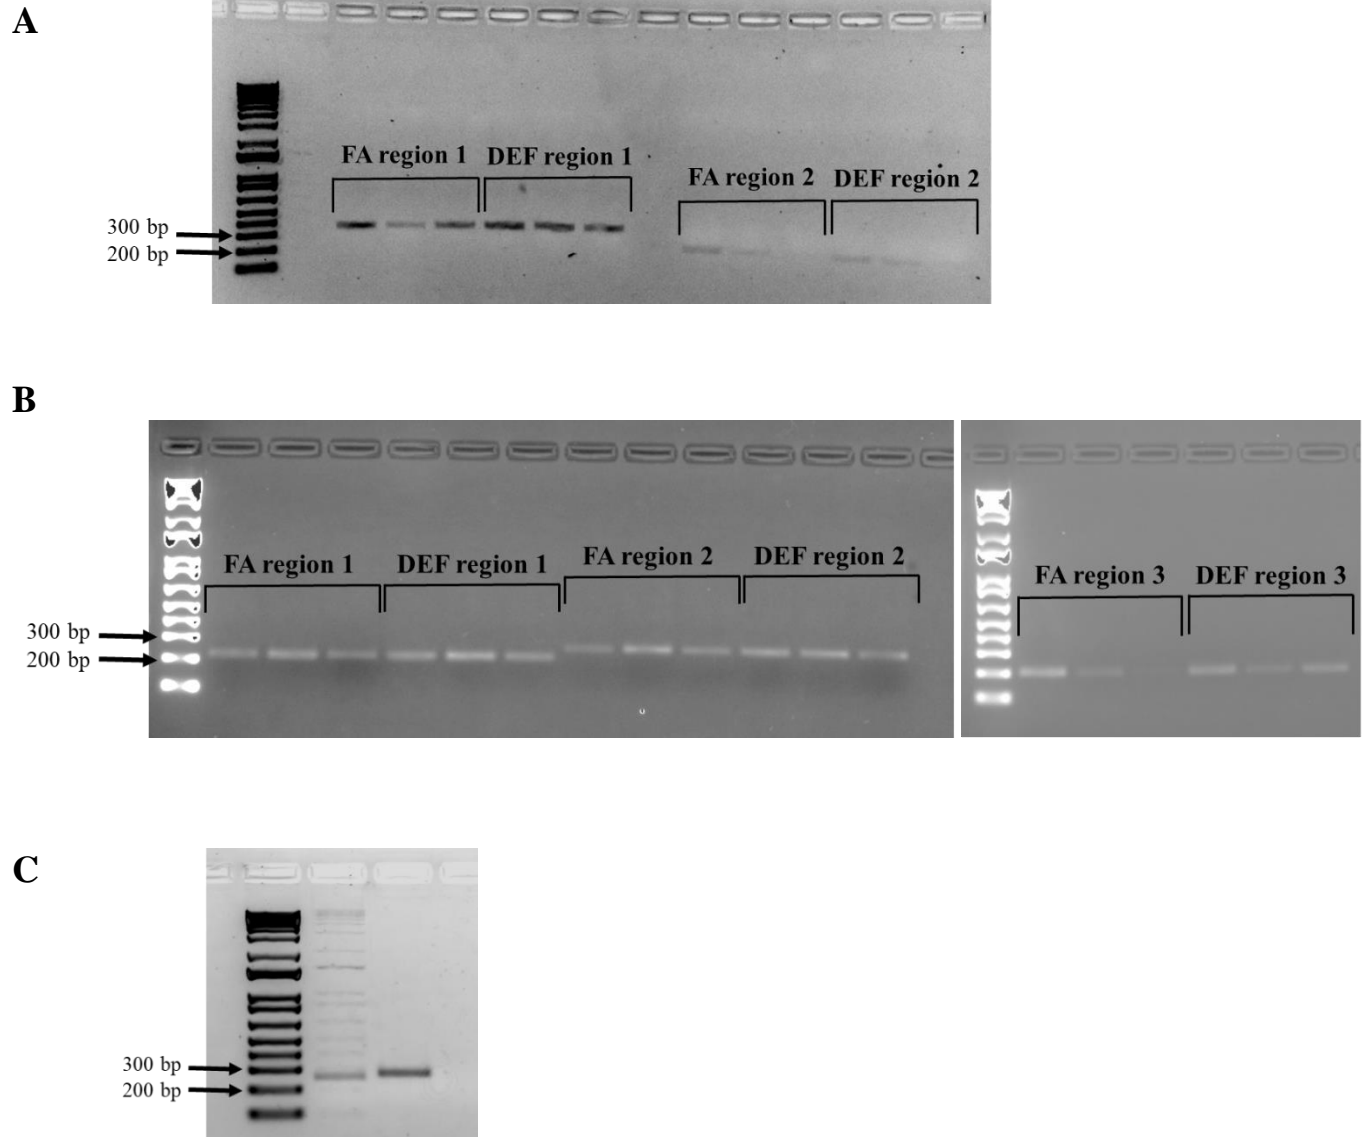 A
FA region 1 DEF region 1
FA region 2 DEF region 2
300 bp
200 bp
B
FA region 1 DEF region 1 FA region 2 DEF region 2
FA region 3 DEF region 3
300 bp
200 bp
C
300 bp
200 bp